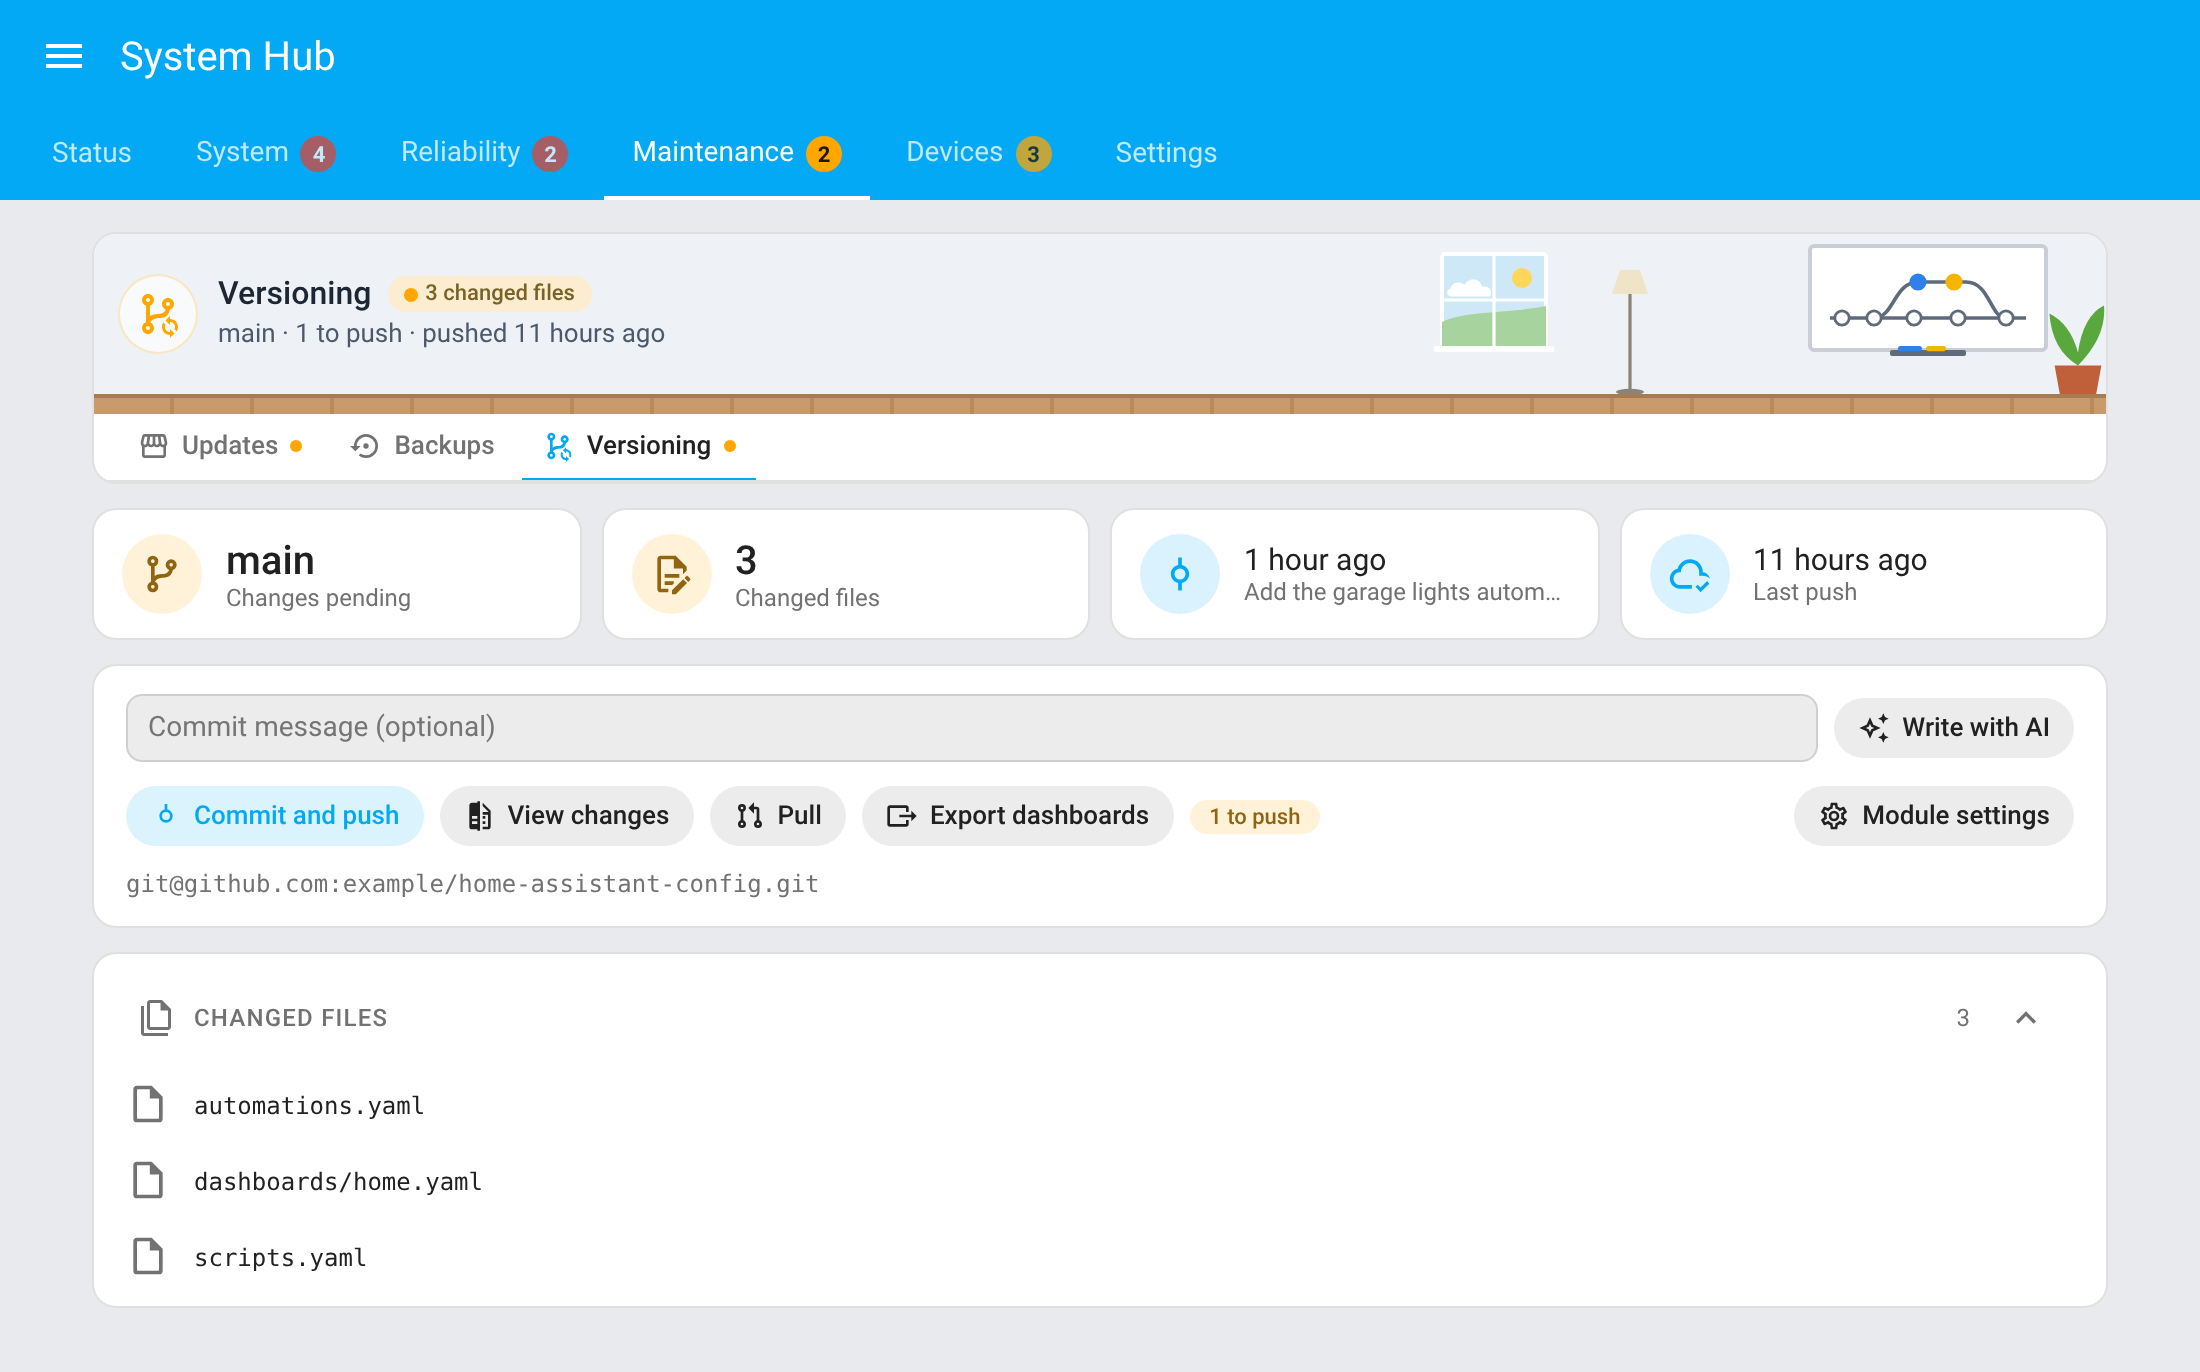 System Hub
Status
System 4
Reliability 2
Maintenance 2
Devices 3
Settings
Versioning
3 changed files
main · 1 to push · pushed 11 hours ago
Updates
Backups
Versioning
main
Changes pending
3
Changed files
1 hour ago
Add the garage lights autom...
11 hours ago
Last push
Commit message (optional)
Write with AI
Commit and push
View changes
Pull
Export dashboards
1 to push
Module settings
git@github.com:example/home-assistant-config.git
CHANGED FILES
3
automations.yaml
dashboards/home.yaml
scripts.yaml